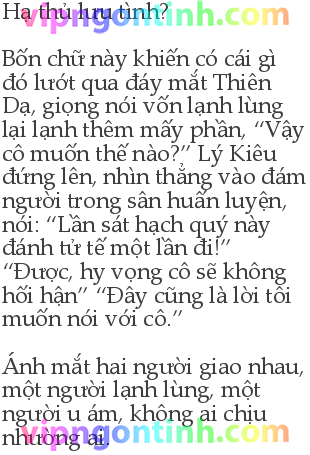 Hạ thủ lưu tình?
vipngontinh.com
Bốn chữ này khiến có cái gì
đó lướt qua đáy mắt Thiên
Dạ, giọng nói vốn lạnh lùng
lại lạnh thêm mấy phần, “Vậy
cô muốn thế nào?” Lý Kiêu
đứng lên, nhìn thẳng vào đám
người trong sân huấn luyện,
nói: “Lần sát hạch quý này
đánh tử tế một lần đi!”
“Được, hy vọng cô sẽ không
hối hận” “Đây cũng là lời tôi
muốn nói với cô.”
Ánh mắt hai người giao nhau,
một người lạnh lùng, một
người u ám, không ai chịu
nhường ai.
vipngontinh.com